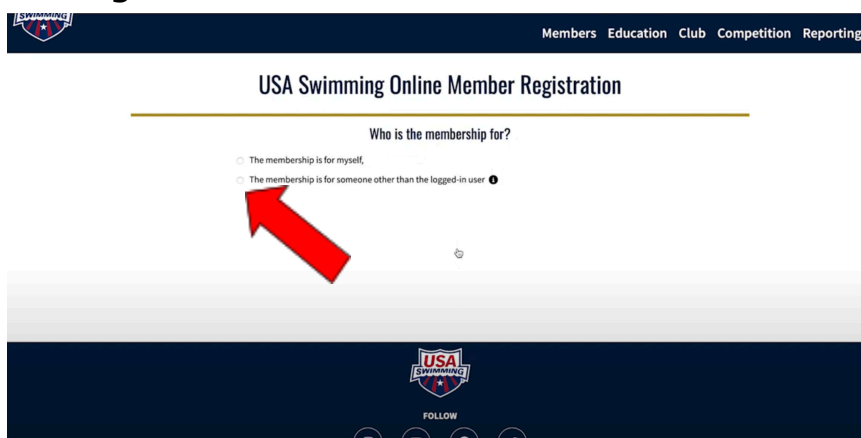 SWIMMING
Members Education Club Competition Reporting
USA Swimming Online Member Registration
Who is the membership for?
The membership is for myself,
The membership is for someone other than the logged-in user
USA
SWIMMING
FOLLOW